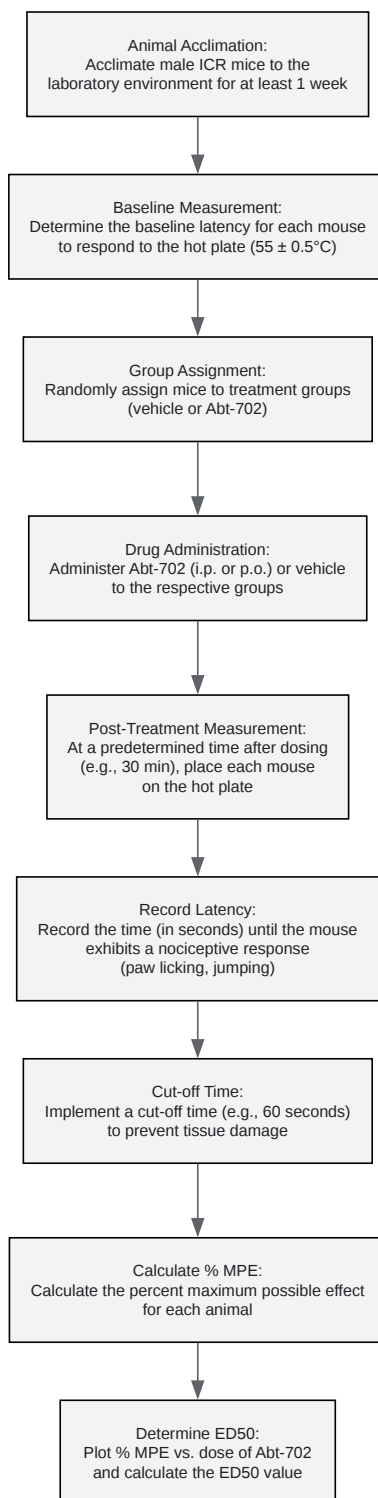 Animal Acclimation:
Acclimate male ICR mice to the
laboratory environment for at least 1 week
Baseline Measurement:
Determine the baseline latency for each mouse
to respond to the hot plate (55 ± 0.5°C)
Group Assignment:
Randomly assign mice to treatment groups
(vehicle or Abt-702)
Drug Administration:
Administer Abt-702 (i.p. or p.o.) or vehicle
to the respective groups
Post-Treatment Measurement:
At a predetermined time after dosing
(e.g., 30 min), place each mouse
on the hot plate
Record Latency:
Record the time (in seconds) until the mouse
exhibits a nociceptive response
(paw licking, jumping)
Cut-off Time:
Implement a cut-off time (e.g., 60 seconds)
to prevent tissue damage
Calculate % MPE:
Calculate the percent maximum possible effect
for each animal
Determine ED50:
Plot % MPE vs. dose of Abt-702
and calculate the ED50 value